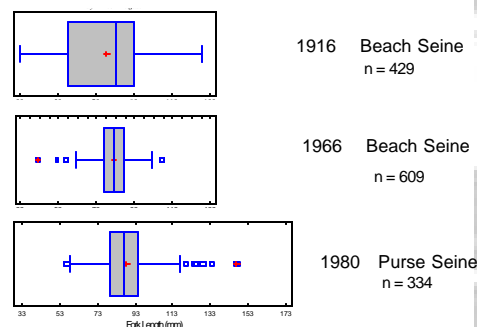 1916 Beach Seine
n = 429
1966 Beach Seine
n = 609
1980 Purse Seine
n = 334
33 53 73 93 113 133 153 173
Fork Length (mm)